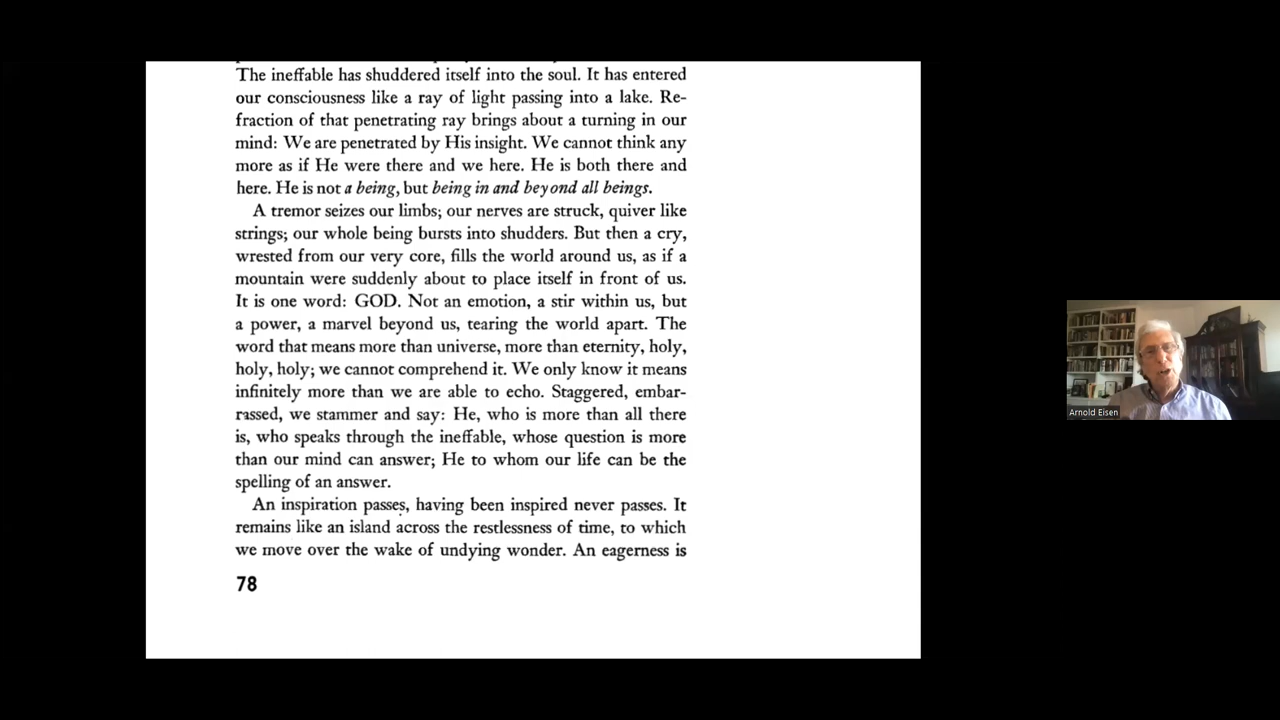 The ineffable has shuddered itself into the soul. It has entered
our consciousness like a ray of light passing into a lake. Re-
fraction of that penetrating ray brings about a turning in our
mind: We are penetrated by His insight. We cannot think any
more as if He were there and we here. He is both there and
here. He is not a being, but being in and beyond all beings.
A tremor seizes our limbs; our nerves are struck, quiver like
strings; our whole being bursts into shudders. But then a cry,
wrested from our very core, fills the world around us, as if a
mountain were suddenly about to place itself in front of us.
It is one word: GOD. Not an emotion, a stir within us, but
a power, a marvel beyond us, tearing the world apart. The
word that means more than universe, more than eternity, holy,
holy, holy; we cannot comprehend it. We only know it means
infinitely more than we are able to echo. Staggered, embar-
rassed, we stammer and say: He, who is more than all there
is, who speaks through the ineffable, whose question is more
than our mind can answer; He to whom our life can be the
spelling of an answer.
An inspiration passes, having been inspired never passes. It
remains like an island across the restlessness of time, to which
we move over the wake of undying wonder. An eagerness is
78
Arnold Eisen